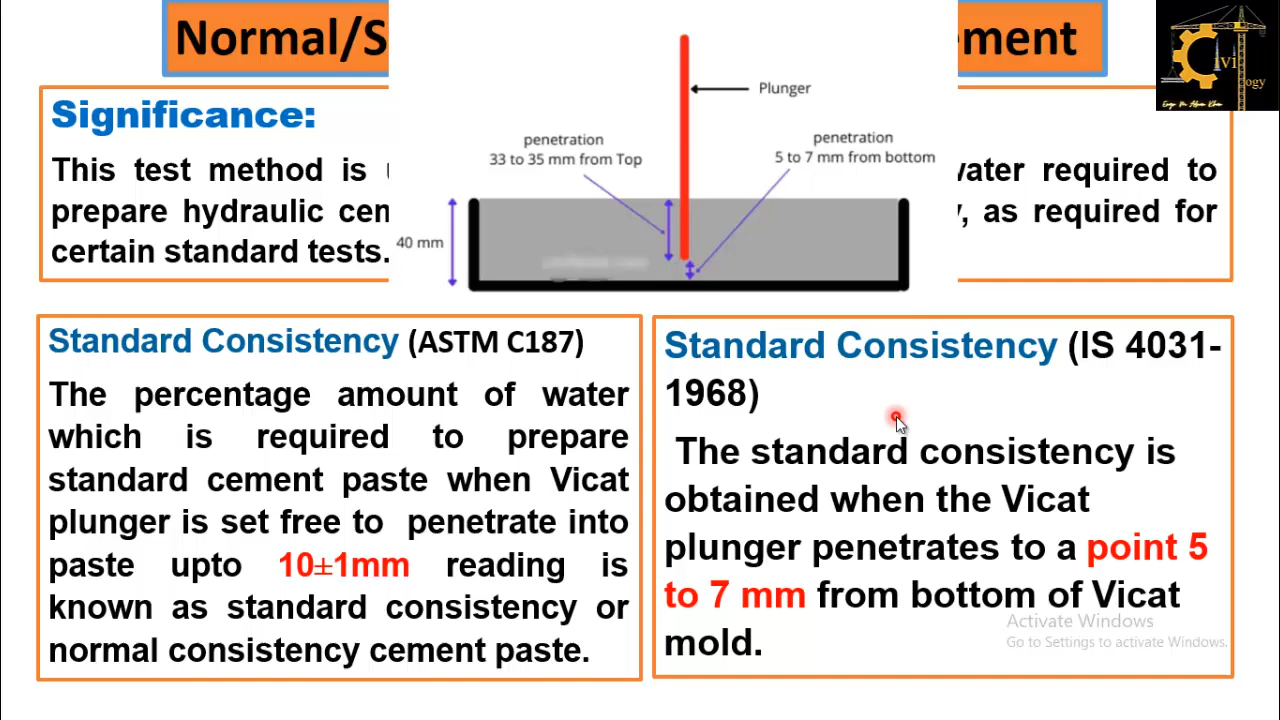 Normal/S
ement
ivi
ogy
Significance:
This test method is
water required to
prepare hydraulic cem
, as required for
certain standard tests.
Plunger
penetration
33 to 35 mm from Top
penetration
5 to 7 mm from bottom
40 mm
Standard Consistency (ASTM C187)
The percentage amount of water
which is required to prepare
standard cement paste when Vicat
plunger is set free to penetrate into
paste upto 10±1mm reading is
known as standard consistency or
normal consistency cement paste.
Standard Consistency (IS 4031-
1968)
The standard consistency is
obtained when the Vicat
plunger penetrates to a point 5
to 7 mm from bottom of Vicat
mold.
Activate Windows
Go to Settings to activate Windows.